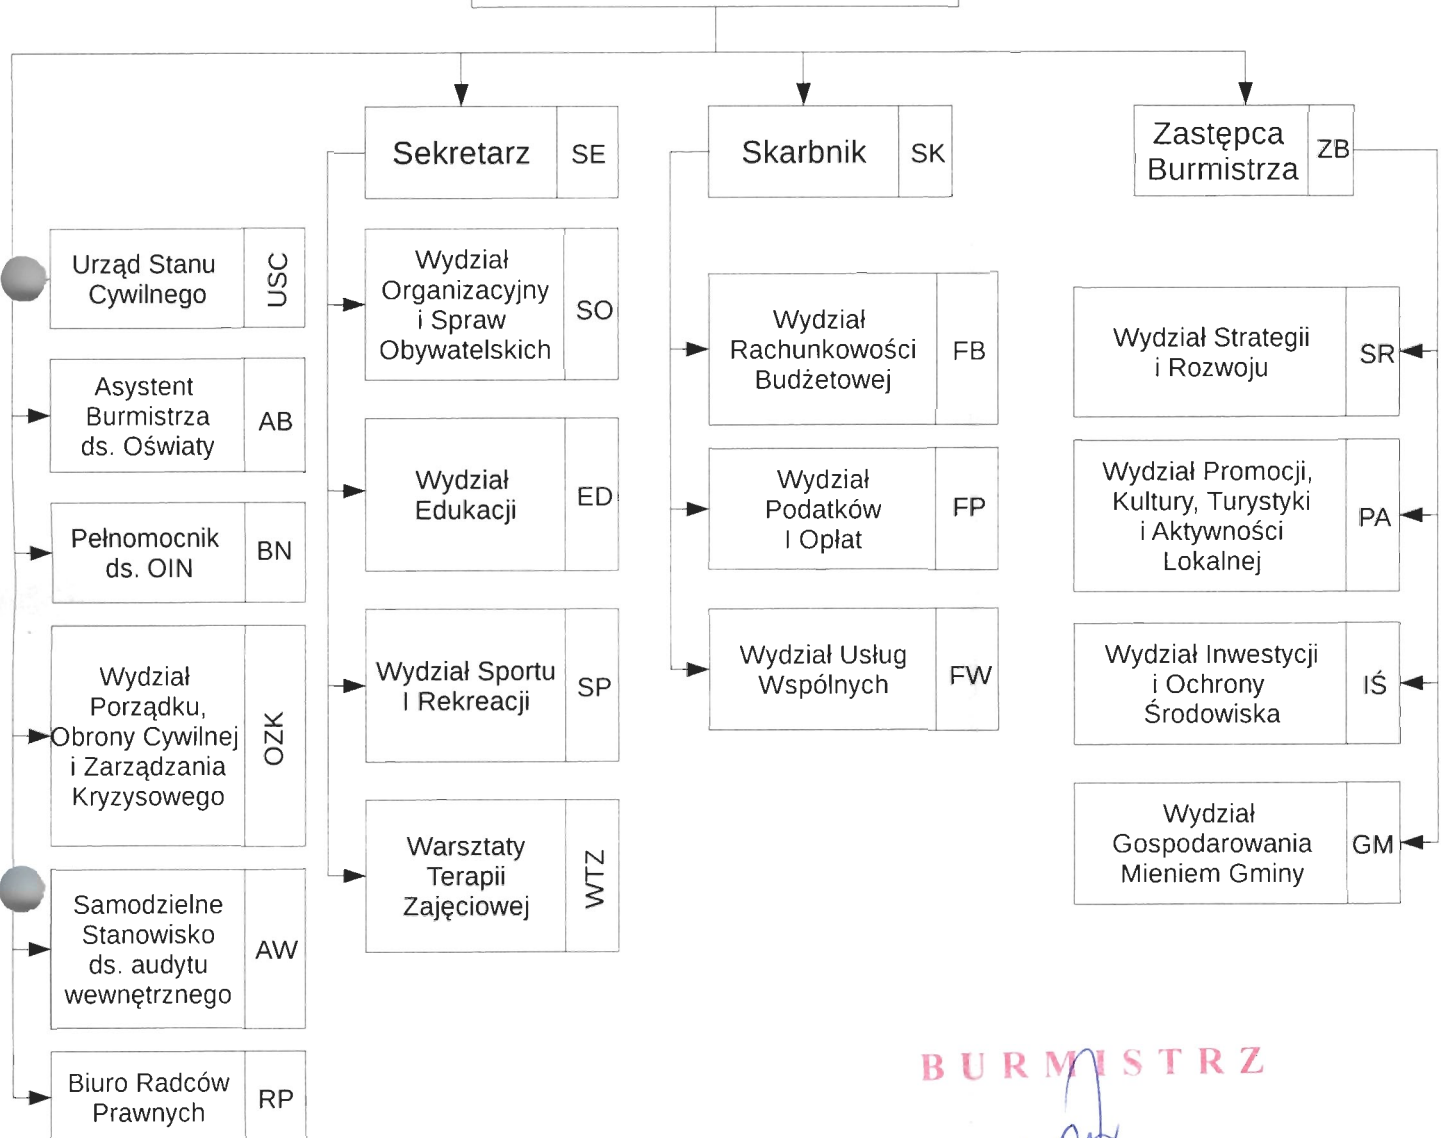 Sekretarz SE
Skarbnik SK
Zastępca
Burmistrza
ZB
Urząd Stanu
Cywilnego
USC
Asystent
Burmistrza
ds. Oświaty
AB
Pełnomocnik
ds. OIN
BN
Wydział
Porządku,
Obrony Cywilnej
i Zarządzania
Kryzysowego
OZK
Samodzielne
Stanowisko
ds. audytu
wewnętrznego
AW
Biuro Radców
Prawnych
RP
Wydział
Organizacyjny
i Spraw
Obywatelskich
SO
Wydział
Edukacji
ED
Wydział Sportu
I Rekreacji
SP
Warsztaty
Terapii
Zajęciowej
WTZ
Wydział
Rachunkowości
Budżetowej
FB
Wydział
Podatków
I Opłat
FP
Wydział Usług
Wspólnych
FW
Wydział Strategii
i Rozwoju
SR
Wydział Promocji,
Kultury, Turystyki
i Aktywności
Lokalnej
PA
Wydział Inwestycji
i Ochrony
Środowiska
IŚ
Wydział
Gospodarowania
Mieniem Gminy
GM
BURMISTRZ